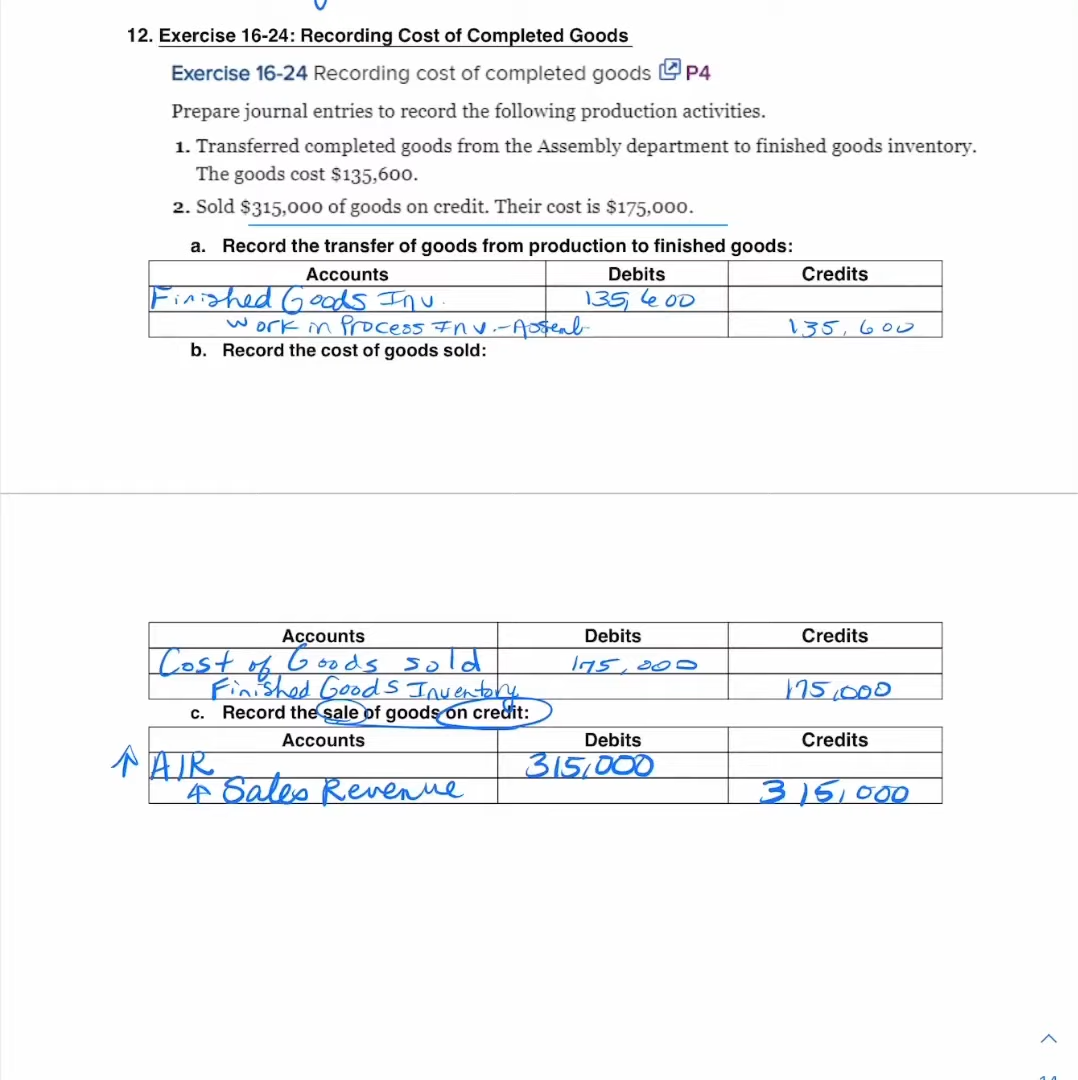 12. Exercise 16-24: Recording Cost of Completed Goods
Exercise 16-24 Recording cost of completed goods P4
Prepare journal entries to record the following production activities.
1. Transferred completed goods from the Assembly department to finished goods inventory.
The goods cost $135,600.
2. Sold $315,000 of goods on credit. Their cost is $175,000.
a. Record the transfer of goods from production to finished goods:
Accounts Debits Credits
Finished Goods Inv. 135,600
Work in Process Inv.- 135,600
b. Record the cost of goods sold:
Accounts Debits Credits
Cost of Goods sold 175,000
Finished Goods Inventory 175,000
c. Record the sale of goods on credit:
Accounts Debits Credits
↑ A/R 315,000
↑ Sales Revenue 315,000